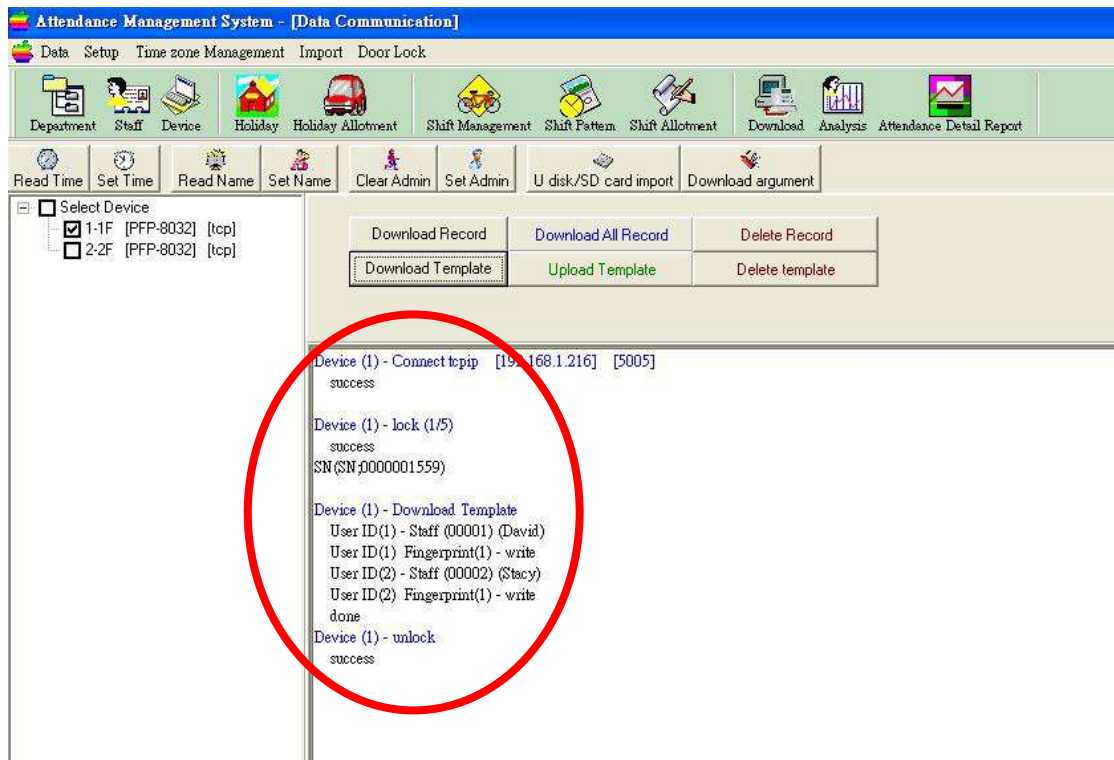 Attendance Management System - [Data Communication]
Data Setup Time zone Management Import Door Lock
Department Staff Device Holiday Holiday Allotment Shift Management Shift Pattern Shift Allotment Download Analysis Attendance Detail Report
Read Time Set Time Read Name Set Name Clear Admin Set Admin U disk/SD card import Download argument
Select Device
1-1F [PFP-8032] [tcp]
2-2F [PFP-8032] [tcp]
Download Record Download All Record Delete Record
Download Template Upload Template Delete template
Device (1) - Connect tcpip [192.168.1.216] [5005]
success
Device (1) - lock (1/5)
success
SN(SN;0000001559)
Device (1) - Download Template
User ID(1) - Staff (00001) (David)
User ID(1) Fingerprint(1) - write
User ID(2) - Staff (00002) (Stacy)
User ID(2) Fingerprint(1) - write
done
Device (1) - unlock
success